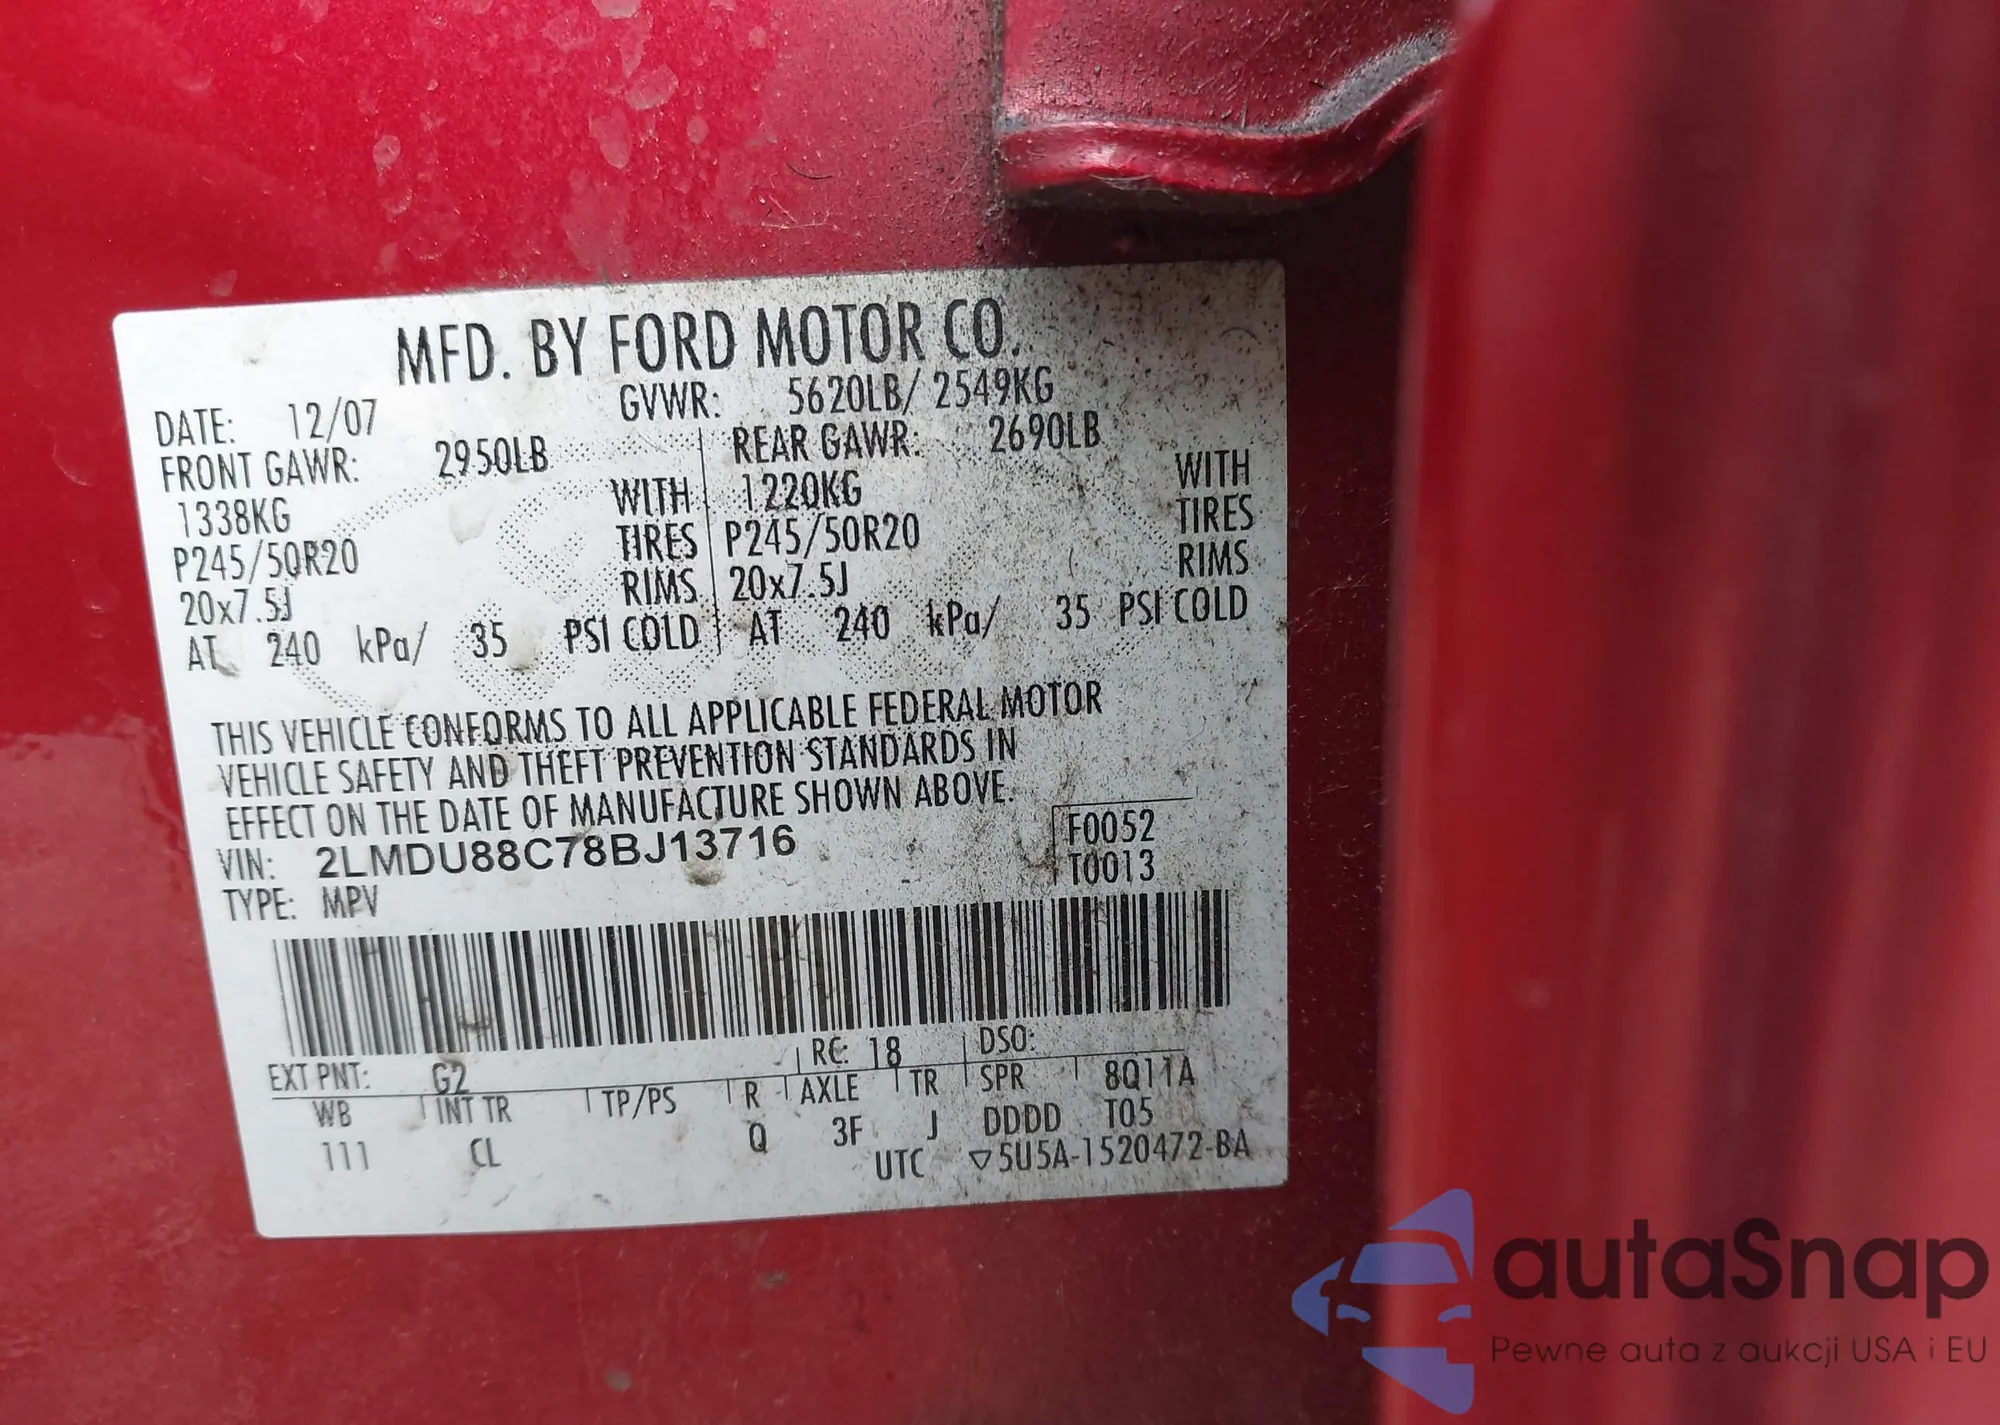 MFD. BY FORD MOTOR CO.
DATE: 12/07 GVWR: 5620LB/ 2549KG
FRONT GAWR: 2950LB REAR GAWR: 2690LB
1338KG WITH 1220KG WITH
P245/50R20 TIRES P245/50R20 TIRES
20x7.5J RIMS 20x7.5J RIMS
AT 240 kPa/ 35 PSI COLD AT 240 kPa/ 35 PSI COLD
THIS VEHICLE CONFORMS TO ALL APPLICABLE FEDERAL MOTOR
VEHICLE SAFETY AND THEFT PREVENTION STANDARDS IN
EFFECT ON THE DATE OF MANUFACTURE SHOWN ABOVE.
VIN: 2LMDU88C78BJ13716 F0052
TYPE: MPV T0013
EXT PNT: G2 RC: 18 DSO:
WB INT TR TP/PS R AXLE TR SPR 8Q11A
111 CL Q 3F J DDDD T05
UTC ▽5U5A-1520472-BA
autaSnap
Pewne auta z aukcji USA i EU